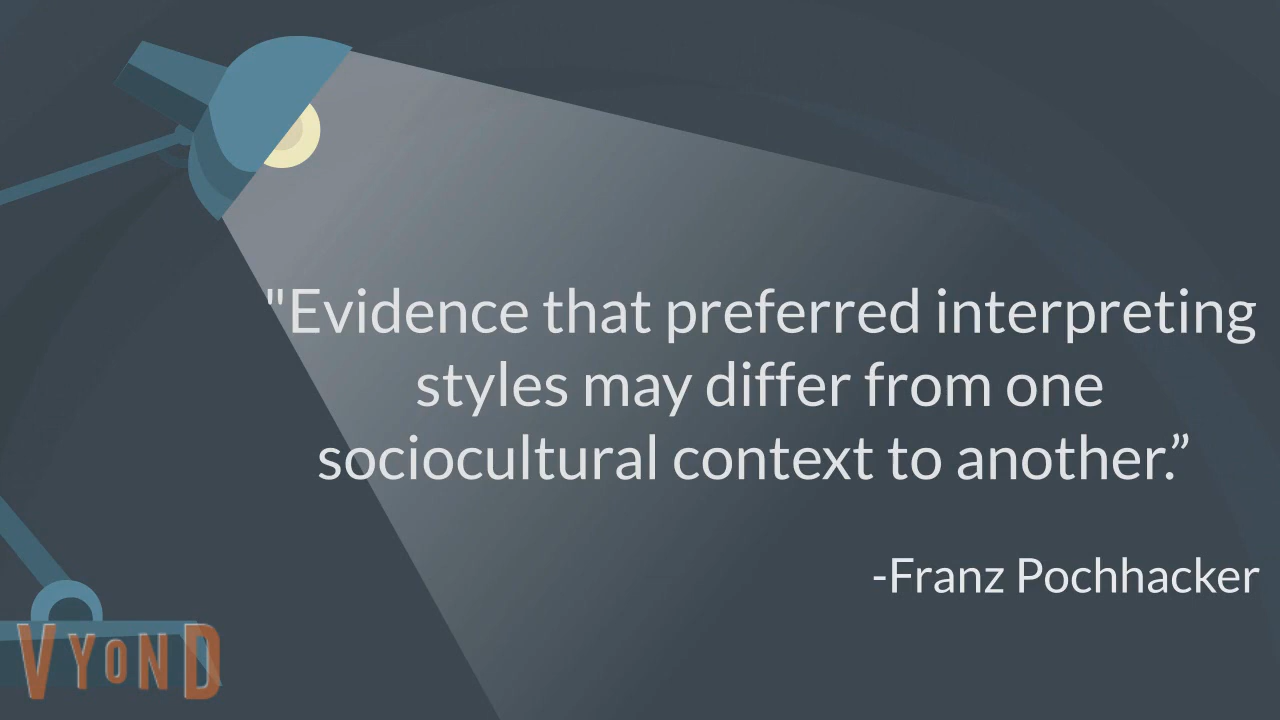 "Evidence that preferred interpreting
styles may differ from one
sociocultural context to another.”
-Franz Pochhacker
VYOND